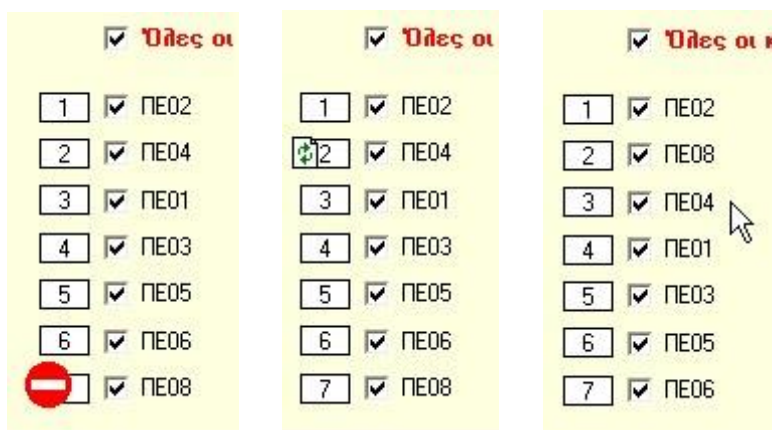 Όλες οι
1 ΠΕ02
2 ΠΕ04
3 ΠΕ01
4 ΠΕ03
5 ΠΕ05
6 ΠΕ06
ΠΕ08
Όλες οι
1 ΠΕ02
2 ΠΕ04
3 ΠΕ01
4 ΠΕ03
5 ΠΕ05
6 ΠΕ06
7 ΠΕ08
Όλες οι κ
1 ΠΕ02
2 ΠΕ08
3 ΠΕ04
4 ΠΕ01
5 ΠΕ03
6 ΠΕ05
7 ΠΕ06